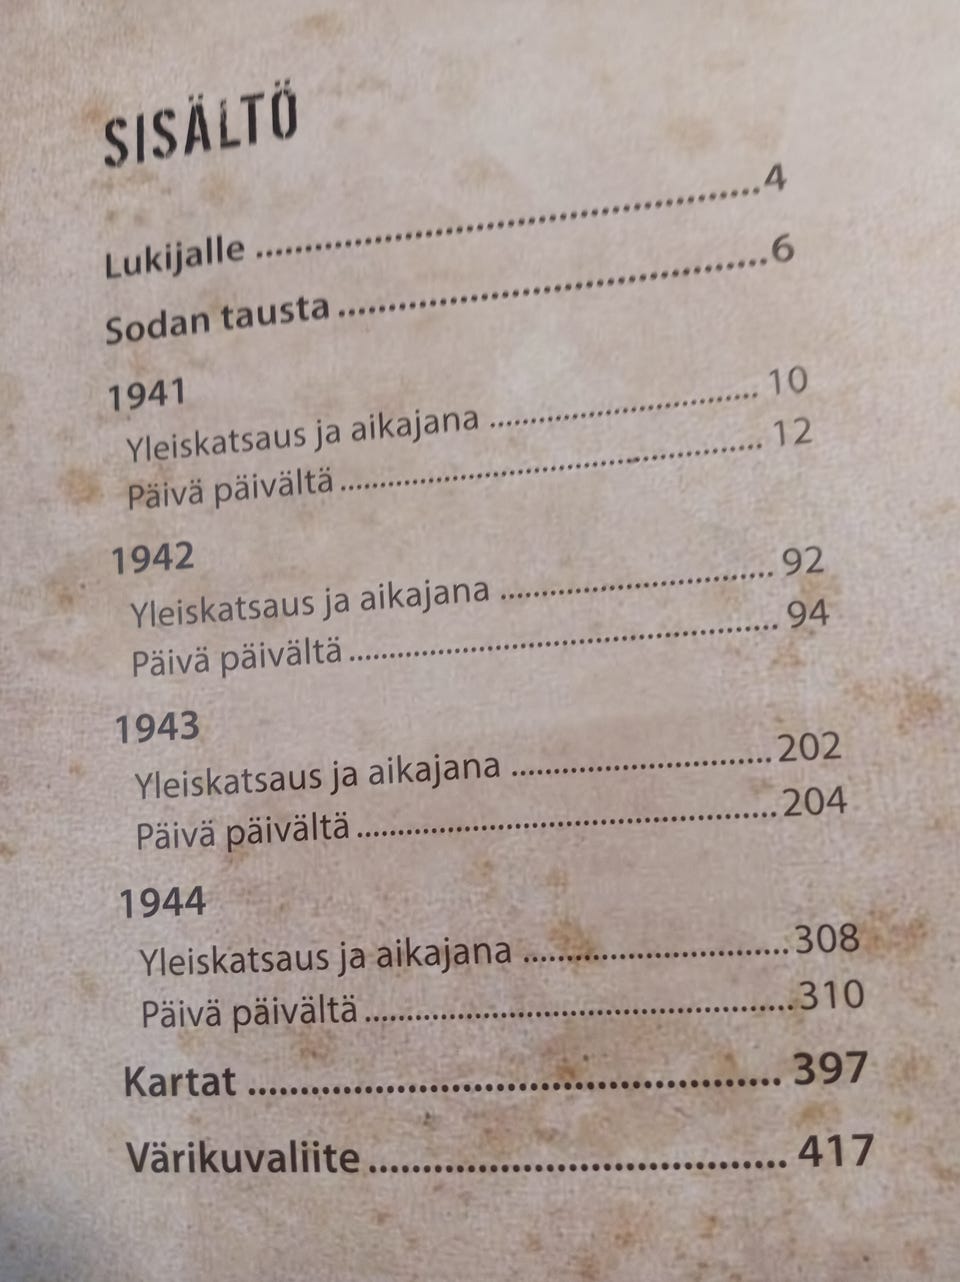 SISÄLTÖ
Lukijalle ........................................ 4
Sodan tausta ........................................ 6
1941
Yleiskatsaus ja aikajana ........................................ 10
Päivä päivältä ........................................ 12
1942
Yleiskatsaus ja aikajana ........................................ 92
Päivä päivältä ........................................ 94
1943
Yleiskatsaus ja aikajana ........................................ 202
Päivä päivältä ........................................ 204
1944
Yleiskatsaus ja aikajana ........................................ 308
Päivä päivältä ........................................ 310
Kartat ........................................ 397
Värikuvaliite ........................................ 417